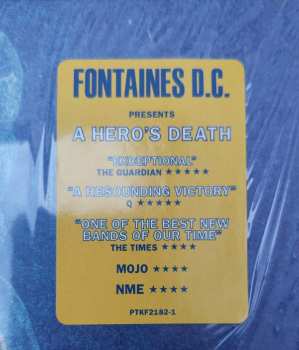 FONTAINES D.C.
PRESENTS
A HERO'S DEATH
"EXCEPTIONAL"
THE GUARDIAN ★★★★★
"A RESOUNDING VICTORY"
Q ★★★★★
"ONE OF THE BEST NEW
BANDS OF OUR TIME"
THE TIMES ★★★★
MOJO ★★★★
NME ★★★★
PTKF2182-1